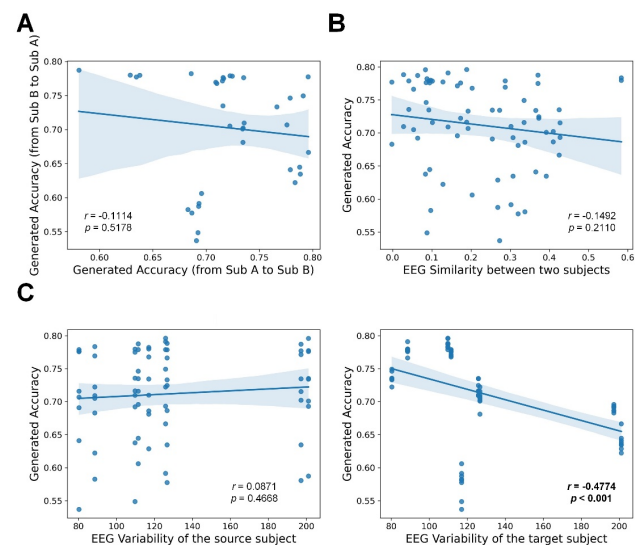 A
Generated Accuracy (from Sub B to Sub A)
0.80
0.75
0.70
0.65
0.60
0.55
r = -0.1114
p = 0.5178
0.60 0.65 0.70 0.75 0.80
Generated Accuracy (from Sub A to Sub B)
B
Generated Accuracy
0.80
0.75
0.70
0.65
0.60
0.55
r = -0.1492
p = 0.2110
0.0 0.1 0.2 0.3 0.4 0.5 0.6
EEG Similarity between two subjects
C
Generated Accuracy
0.80
0.75
0.70
0.65
0.60
0.55
r = 0.0871
p = 0.4668
80 100 120 140 160 180 200
EEG Variability of the source subject
Generated Accuracy
0.80
0.75
0.70
0.65
0.60
0.55
r = -0.4774
p < 0.001
80 100 120 140 160 180 200
EEG Variability of the target subject